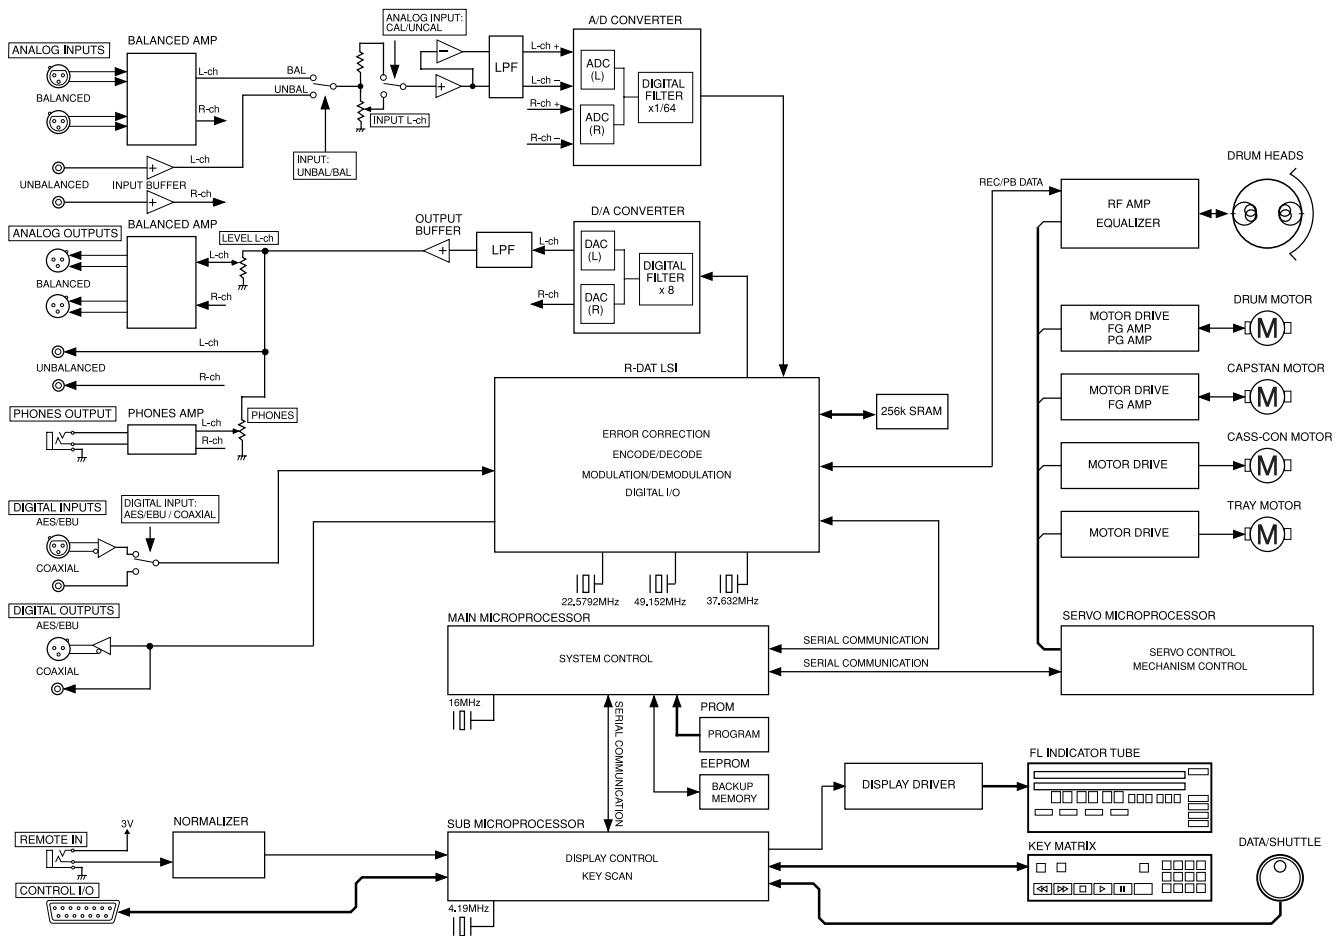 ANALOG INPUTS
BALANCED AMP
ANALOG INPUT:
CAL/UNCAL
A/D CONVERTER
L-ch
BAL
LPF
L-ch +
ADC
(L)
BALANCED
UNBAL
L-ch –
DIGITAL
FILTER
x1/64
R-ch
INPUT L-ch
R-ch +
ADC
(R)
R-ch –
L-ch
INPUT:
UNBAL/BAL
UNBALANCED
INPUT BUFFER
R-ch
DRUM HEADS
REC/PB DATA
RF AMP
EQUALIZER
ANALOG OUTPUTS
BALANCED AMP
LEVEL L-ch
OUTPUT
BUFFER
D/A CONVERTER
L-ch
LPF
L-ch
DAC
(L)
BALANCED
DIGITAL
FILTER
x 8
R-ch
R-ch
DAC
(R)
L-ch
UNBALANCED
R-ch
DRUM MOTOR
MOTOR DRIVE
FG AMP
PG AMP
M
R-DAT LSI
CAPSTAN MOTOR
MOTOR DRIVE
FG AMP
M
PHONES OUTPUT
PHONES AMP
PHONES
L-ch
R-ch
256k SRAM
ERROR CORRECTION
ENCODE/DECODE
MODULATION/DEMODULATION
DIGITAL I/O
CASS-CON MOTOR
MOTOR DRIVE
M
DIGITAL INPUTS
AES/EBU
DIGITAL INPUT:
AES/EBU / COAXIAL
TRAY MOTOR
MOTOR DRIVE
M
COAXIAL
22.5792MHz
49.152MHz
37.632MHz
DIGITAL OUTPUTS
AES/EBU
COAXIAL
MAIN MICROPROCESSOR
SYSTEM CONTROL
SERIAL COMMUNICATION
SERIAL COMMUNICATION
SERVO MICROPROCESSOR
SERVO CONTROL
MECHANISM CONTROL
16MHz
SERIAL COMMUNICATION
PROM
PROGRAM
EEPROM
BACKUP
MEMORY
DISPLAY DRIVER
FL INDICATOR TUBE
REMOTE IN
3V
NORMALIZER
SUB MICROPROCESSOR
DISPLAY CONTROL
KEY SCAN
KEY MATRIX
DATA/SHUTTLE
CONTROL I/O
4.19MHz